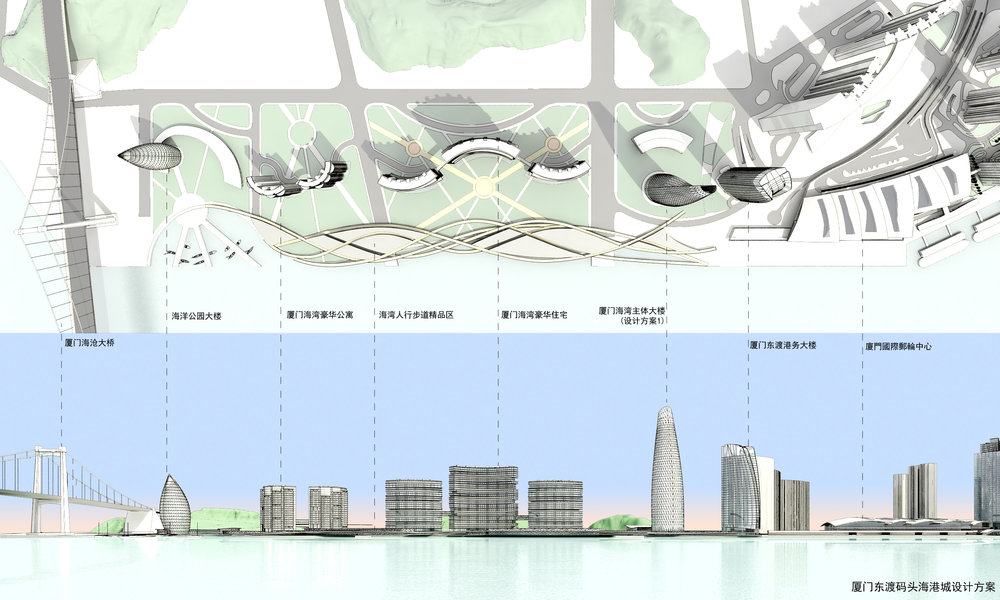 海洋公园大楼
厦门海湾豪华公寓
海湾人行步道精品区
厦门海湾豪华住宅
厦门海湾主体大楼
(设计方案1)
厦门海沧大桥
厦门东渡港务大楼
廈門國際郵輪中心
厦门东渡码头海港城设计方案